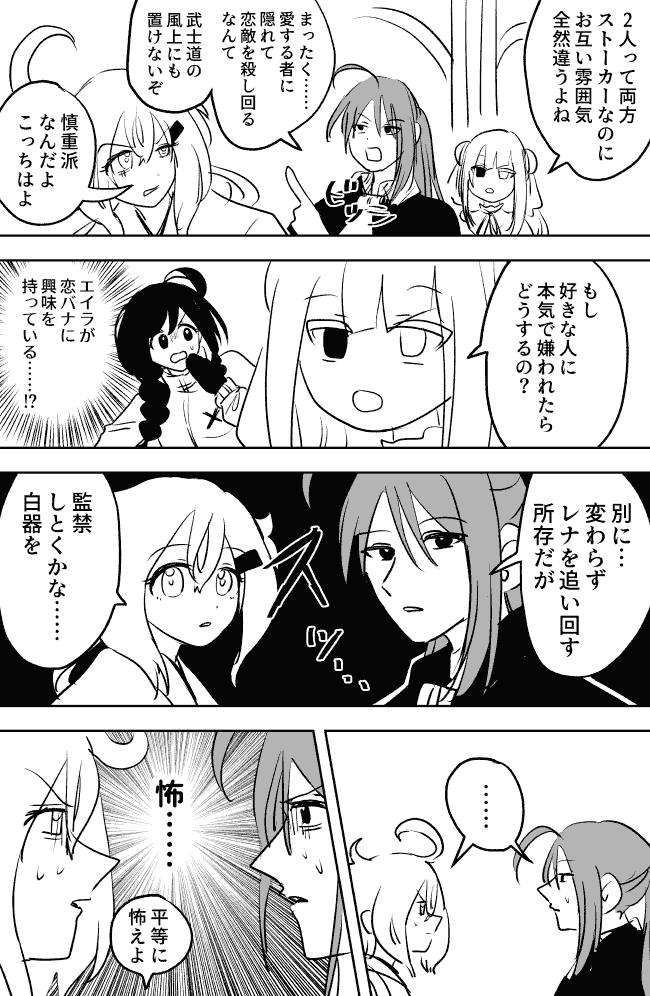 2人って両方
ストーカーなのに
お互い雰囲気
全然違うよね
まったく……
愛する者に
隠れて
恋敵を殺し回る
なんて
武士道の
風上にも
置けないぞ
ビシッ
慎重派
なんだよ
こっちはよ
もし
好きな人に
本気で嫌われたら
どうするの?
エイラが
恋バナに
興味を
持っている……!?
別に…
変わらず
レナを追い回す
所存だが
スッ…
監禁
しとくかな……
白器を
……
怖……
平等に
怖えよ